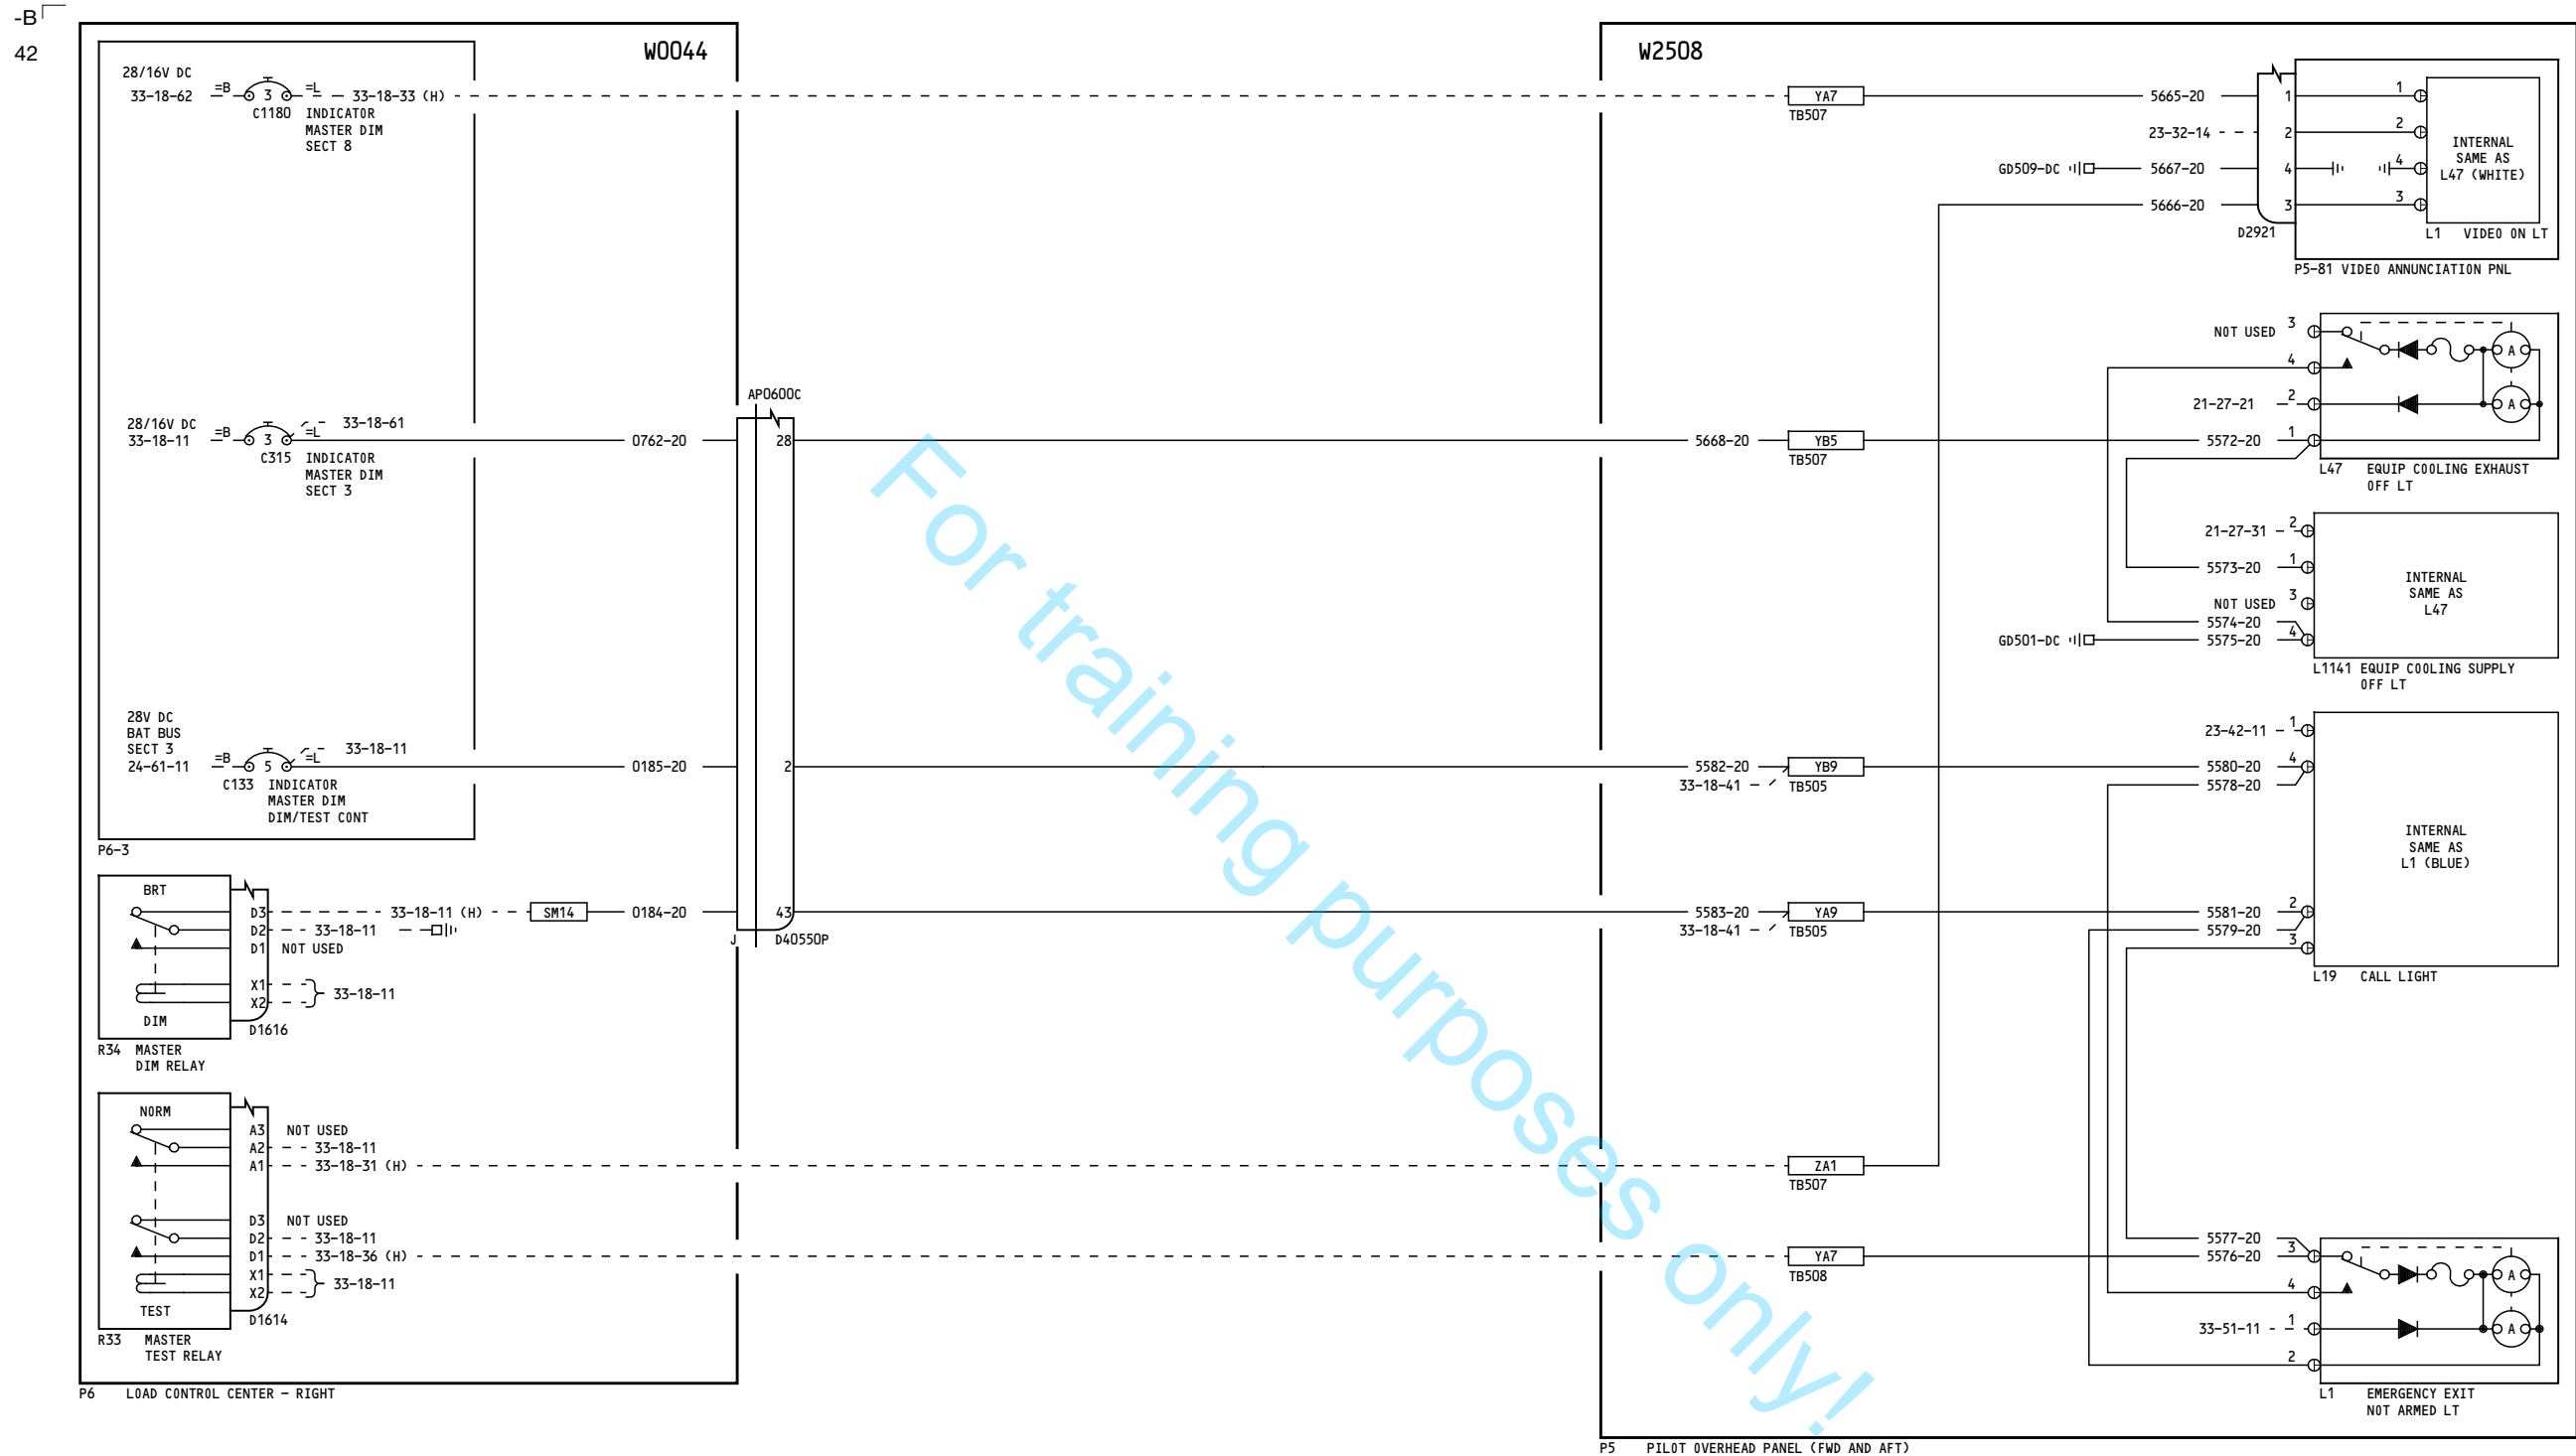 -B
42
W0044
28/16V DC
33-18-62 =B 3 =L 33-18-33 (H)
C1180 INDICATOR
MASTER DIM
SECT 8
28/16V DC
33-18-11 =B 3 =L 33-18-61
C315 INDICATOR
MASTER DIM
SECT 3
0762-20
28V DC
BAT BUS
SECT 3
24-61-11 =B 5 =L 33-18-11
C133 INDICATOR
MASTER DIM
DIM/TEST CONT
0185-20
P6-3
BRT
D3 33-18-11 (H) SM14 0184-20
D2 33-18-11
D1 NOT USED
X1
X2 33-18-11
DIM
D1616
R34 MASTER
DIM RELAY
NORM
A3 NOT USED
A2 33-18-11
A1 33-18-31 (H)
D3 NOT USED
D2 33-18-11
D1 33-18-36 (H)
X1
X2 33-18-11
TEST
D1614
R33 MASTER
TEST RELAY
P6 LOAD CONTROL CENTER - RIGHT
AP0600C
28
2
43
J D40550P
For training purposes only!
W2508
YA7
TB507
5665-20 1 1
23-32-14 2 2
GD509-DC 5667-20 4 4
5666-20 3 3
D2921
INTERNAL
SAME AS
L47 (WHITE)
L1 VIDEO ON LT
P5-81 VIDEO ANNUNCIATION PNL
NOT USED 3
4
21-27-21 2
5668-20 YB5 5572-20 1
TB507
A
A
L47 EQUIP COOLING EXHAUST
OFF LT
21-27-31 2
5573-20 1
NOT USED 3
5574-20
GD501-DC 5575-20 4
INTERNAL
SAME AS
L47
L1141 EQUIP COOLING SUPPLY
OFF LT
23-42-11 1
5582-20 YB9 5580-20 4
33-18-41 TB505 5578-20
INTERNAL
SAME AS
L1 (BLUE)
5583-20 YA9 5581-20 2
33-18-41 TB505 5579-20
3
L19 CALL LIGHT
ZA1
TB507
5577-20
YA7 5576-20 3
TB508
4
33-51-11 1
2
A
A
L1 EMERGENCY EXIT
NOT ARMED LT
P5 PILOT OVERHEAD PANEL (FWD AND AFT)